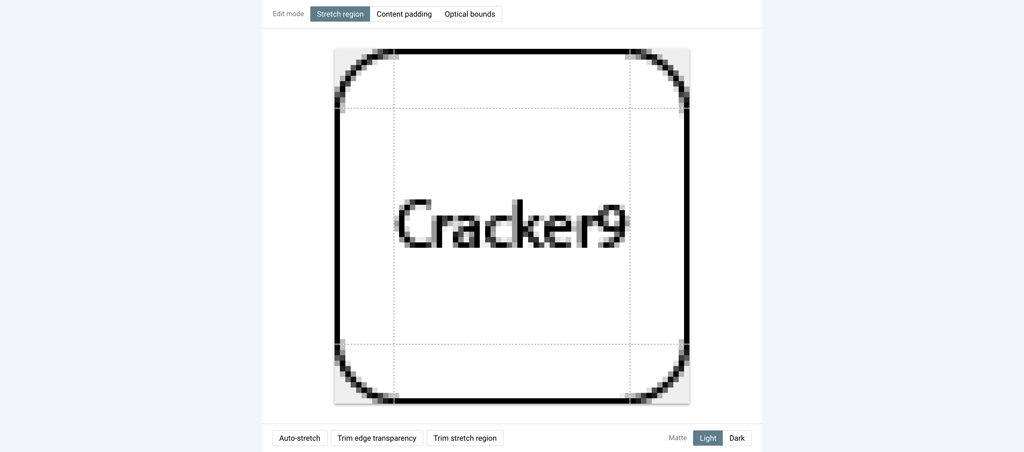 Edit mode Stretch region Content padding Optical bounds
Cracker9
Auto-stretch Trim edge transparency Trim stretch region Matte Light Dark